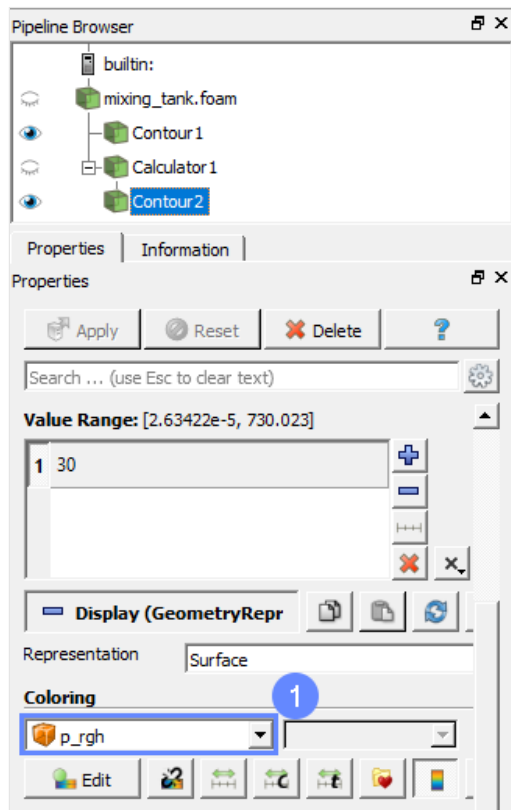 Pipeline Browser
builtin:
mixing_tank.foam
Contour1
Calculator1
Contour2
Properties Information
Properties
Apply Reset Delete ?
Search ... (use Esc to clear text)
Value Range: [2.63422e-5, 730.023]
1 30
Display (GeometryRepr
Representation Surface
Coloring 1
p_rgh
Edit